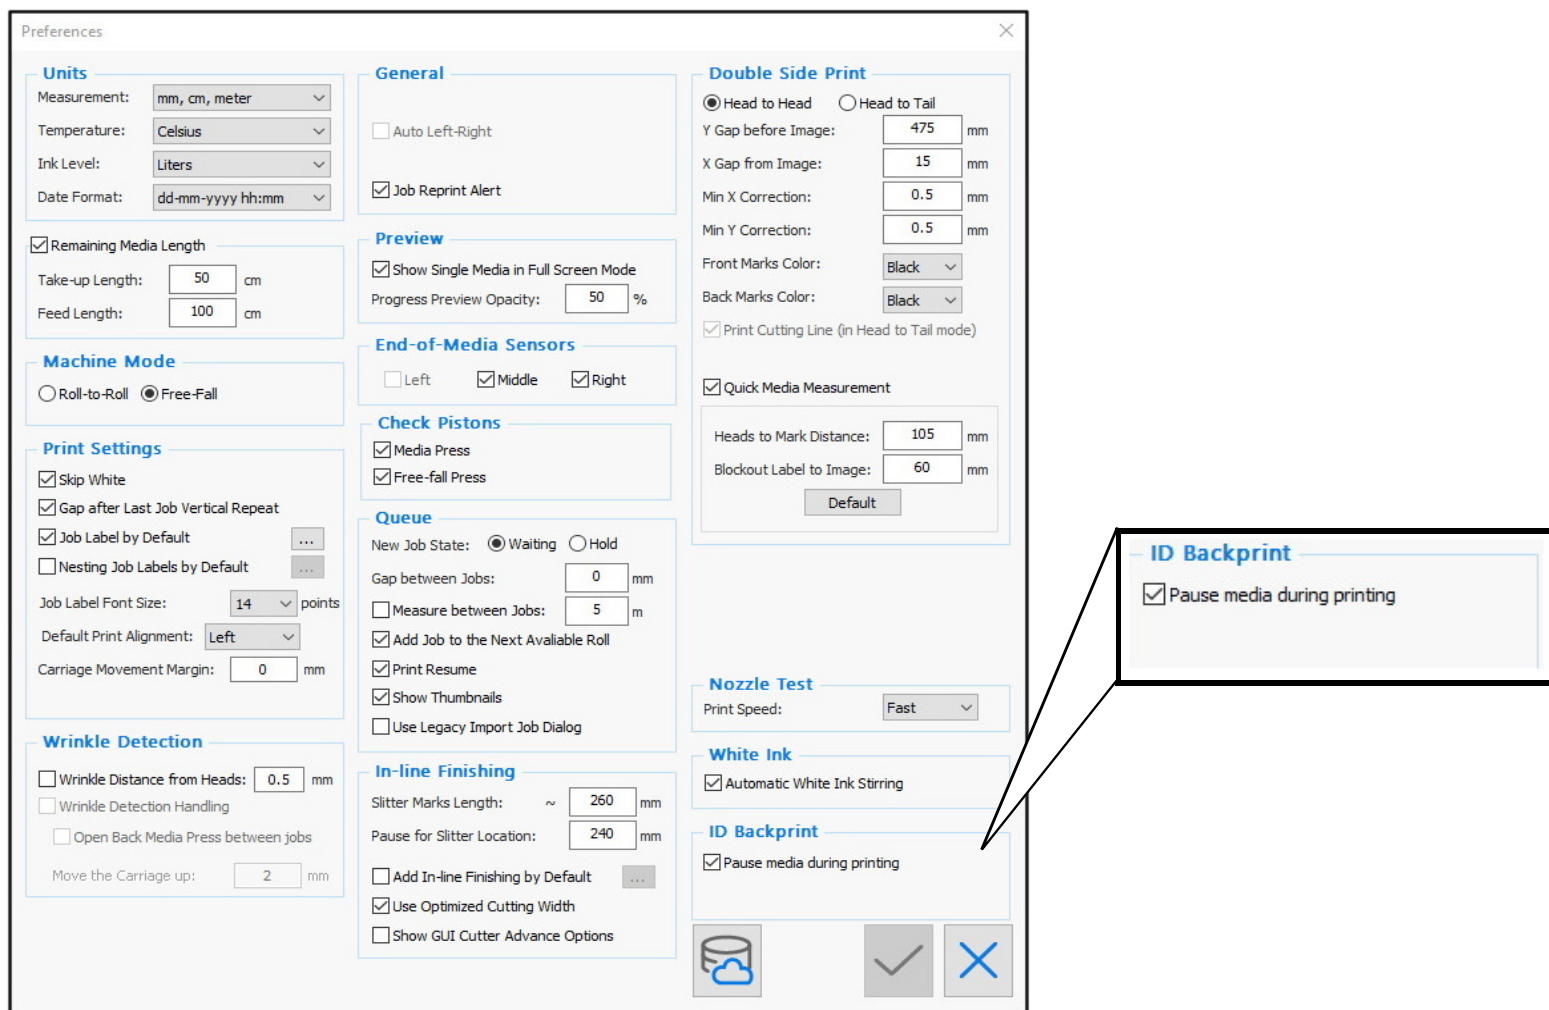 Preferences
Units
Measurement: mm, cm, meter
Temperature: Celsius
Ink Level: Liters
Date Format: dd-mm-yyyy hh:mm
Remaining Media Length
Take-up Length: 50 cm
Feed Length: 100 cm
Machine Mode
Roll-to-Roll Free-Fall
Print Settings
Skip White
Gap after Last Job Vertical Repeat
Job Label by Default ...
Nesting Job Labels by Default ...
Job Label Font Size: 14 points
Default Print Alignment: Left
Carriage Movement Margin: 0 mm
Wrinkle Detection
Wrinkle Distance from Heads: 0.5 mm
Wrinkle Detection Handling
Open Back Media Press between jobs
Move the Carriage up: 2 mm
General
Auto Left-Right
Job Reprint Alert
Preview
Show Single Media in Full Screen Mode
Progress Preview Opacity: 50 %
End-of-Media Sensors
Left Middle Right
Check Pistons
Media Press
Free-fall Press
Queue
New Job State: Waiting Hold
Gap between Jobs: 0 mm
Measure between Jobs: 5 m
Add Job to the Next Avaliable Roll
Print Resume
Show Thumbnails
Use Legacy Import Job Dialog
In-line Finishing
Slitter Marks Length: ~ 260 mm
Pause for Slitter Location: 240 mm
Add In-line Finishing by Default ...
Use Optimized Cutting Width
Show GUI Cutter Advance Options
Double Side Print
Head to Head Head to Tail
Y Gap before Image: 475 mm
X Gap from Image: 15 mm
Min X Correction: 0.5 mm
Min Y Correction: 0.5 mm
Front Marks Color: Black
Back Marks Color: Black
Print Cutting Line (in Head to Tail mode)
Quick Media Measurement
Heads to Mark Distance: 105 mm
Blockout Label to Image: 60 mm
Default
Nozzle Test
Print Speed: Fast
White Ink
Automatic White Ink Stirring
ID Backprint
Pause media during printing
ID Backprint
Pause media during printing